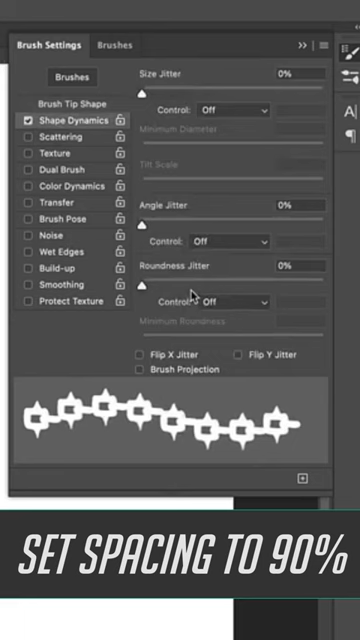 Brush Settings Brushes
Brushes
Size Jitter 0%
Brush Tip Shape
Control: Off
Shape Dynamics
Minimum Diameter
Scattering
Texture
Tilt Scale
Dual Brush
Color Dynamics
Transfer
Angle Jitter 0%
Brush Pose
Noise
Control: Off
Wet Edges
Build-up
Roundness Jitter 0%
Smoothing
Protect Texture
Control: Off
Minimum Roundness
Flip X Jitter Flip Y Jitter
Brush Projection
A
SET SPACING TO 90%